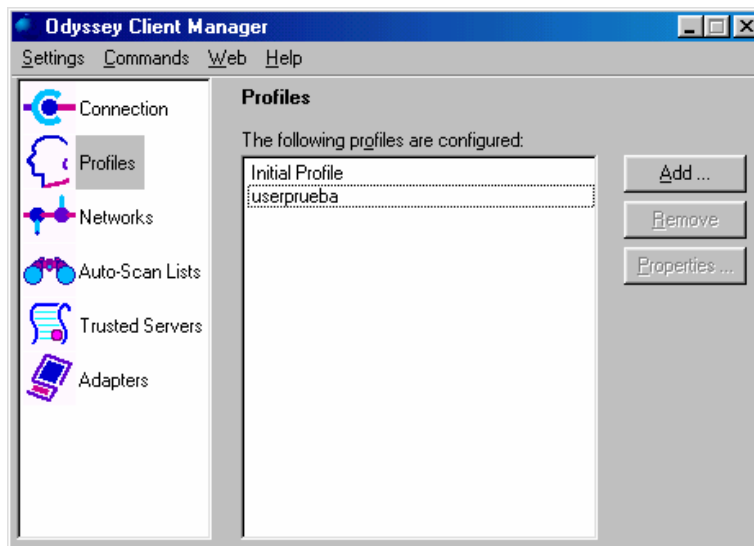 Odyssey Client Manager
Settings Commands Web Help
Connection
Profiles
Networks
Auto-Scan Lists
Trusted Servers
Adapters
Profiles
The following profiles are configured:
Initial Profile
userprueba
Add ...
Remove
Properties ...